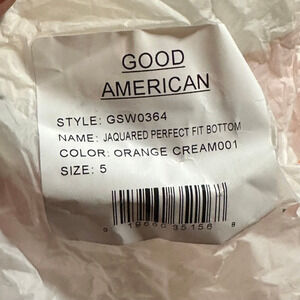 GOOD
AMERICAN
STYLE: GSW0364
NAME: JAQUARED PERFECT FIT BOTTOM
COLOR: ORANGE CREAM001
SIZE: 5